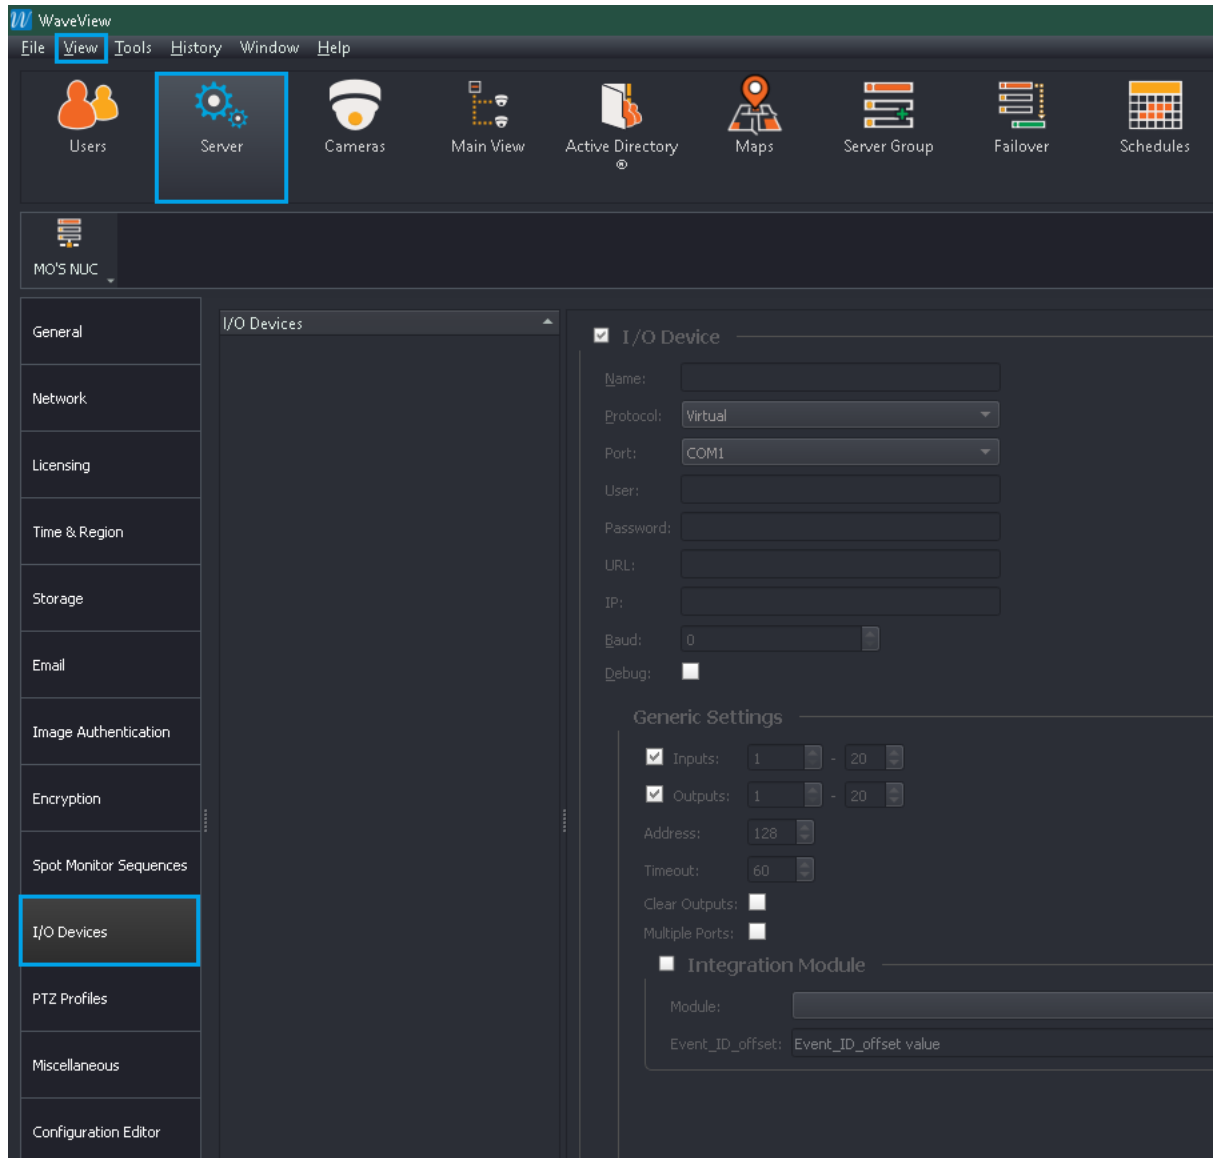 WaveView
File View Tools History Window Help
Users Server Cameras Main View Active Directory ® Maps Server Group Failover Schedules
MO'S NUC
General
Network
Licensing
Time & Region
Storage
Email
Image Authentication
Encryption
Spot Monitor Sequences
I/O Devices
PTZ Profiles
Miscellaneous
Configuration Editor
I/O Devices
I/O Device
Name:
Protocol: Virtual
Port: COM1
User:
Password:
URL:
IP:
Baud: 0
Debug:
Generic Settings
Inputs: 1 - 20
Outputs: 1 - 20
Address: 128
Timeout: 60
Clear Outputs:
Multiple Ports:
Integration Module
Module:
Event_ID_offset: Event_ID_offset value